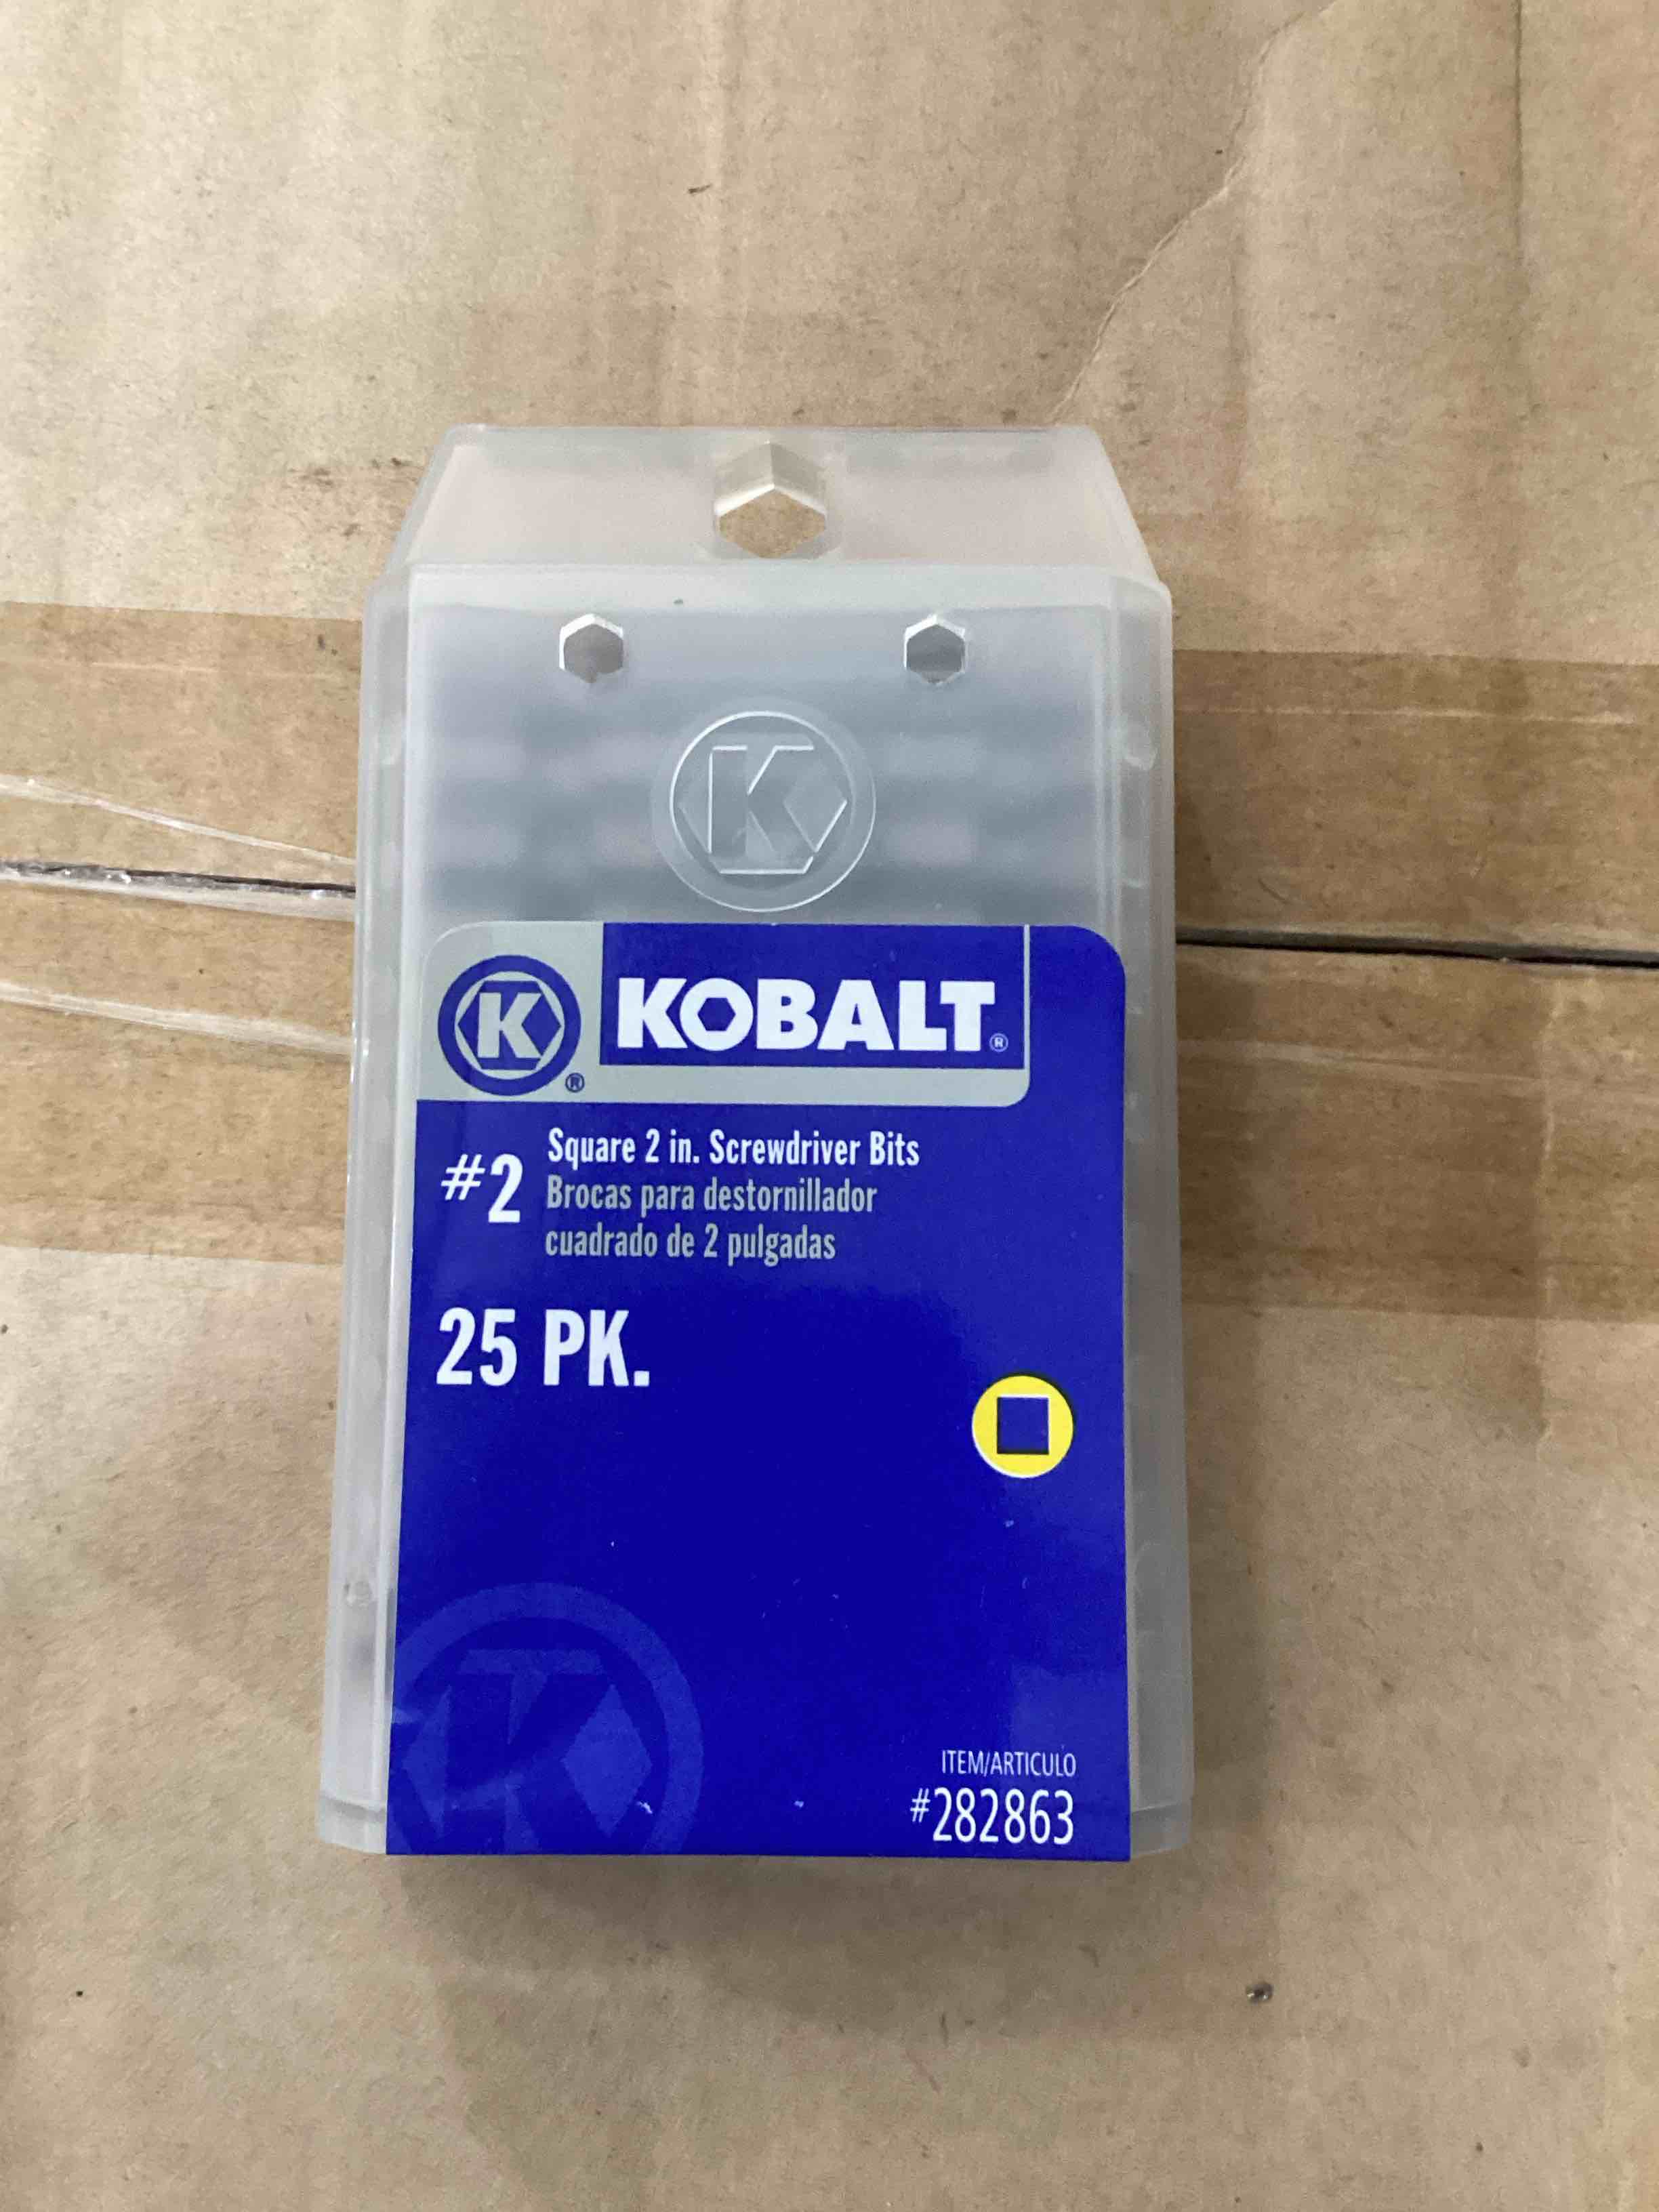 K
K ®
KOBALT®
#2
Square 2 in. Screwdriver Bits
Brocas para destornillador
cuadrado de 2 pulgadas
25 PK.
K
ITEM/ARTICULO
#282863